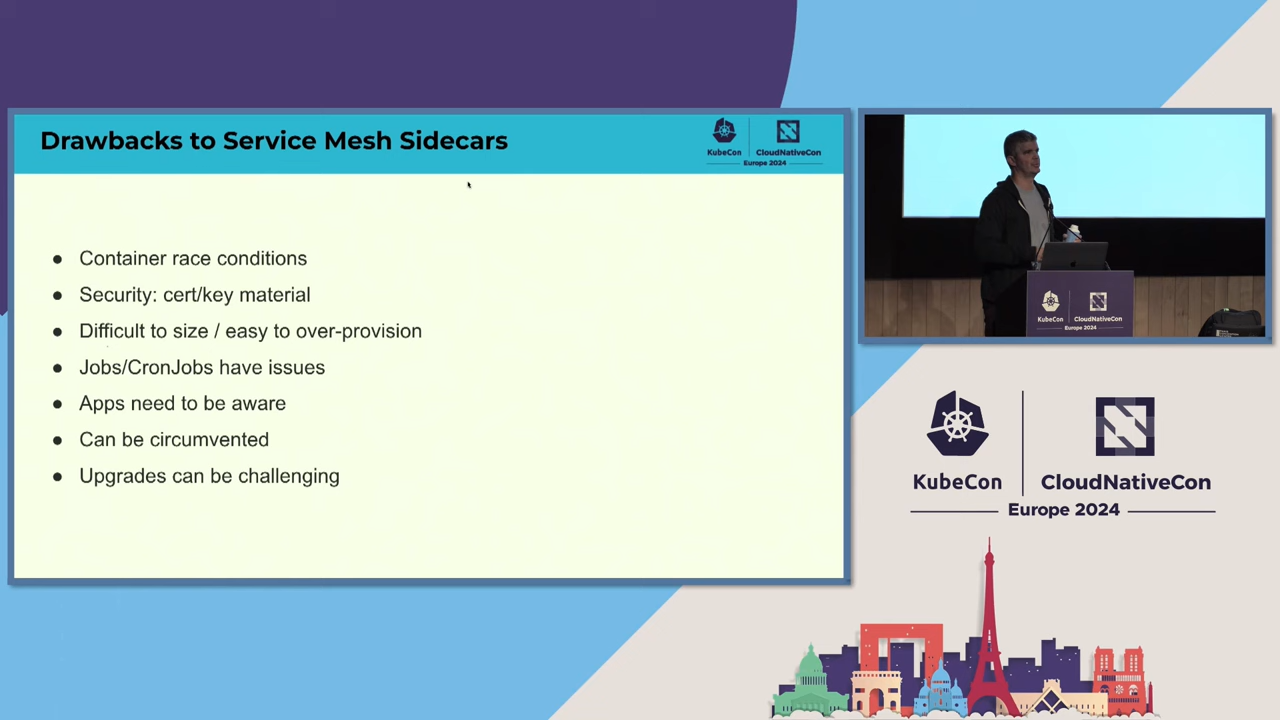 Drawbacks to Service Mesh Sidecars
KubeCon
CloudNativeCon
Europe 2024
● Container race conditions
● Security: cert/key material
● Difficult to size / easy to over-provision
● Jobs/CronJobs have issues
● Apps need to be aware
● Can be circumvented
● Upgrades can be challenging
KubeCon
CloudNativeCon
Europe 2024
KubeCon
CloudNativeCon
Europe 2024